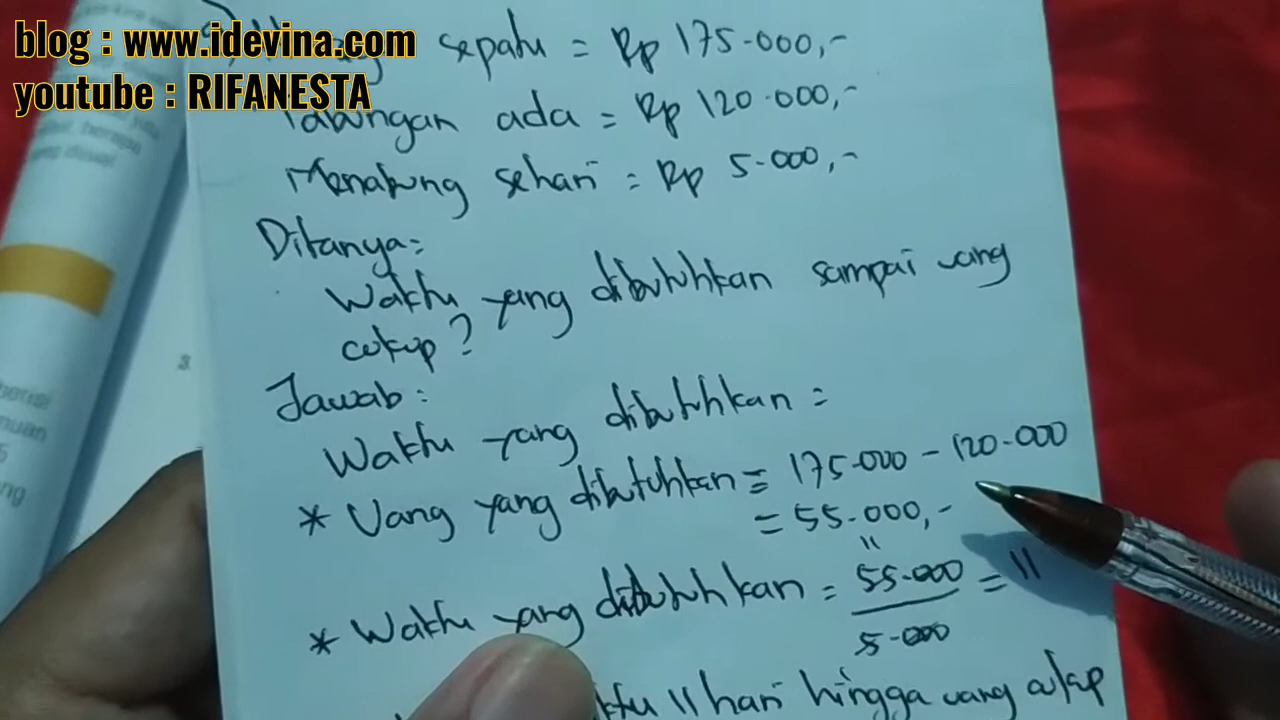 blog : www.idevina.com
youtube : RIFANESTA
sepatu = Rp 175.000,-
Tabungan ada = Rp 120.000,-
Menabung sehari = Rp 5.000,-
Ditanya:
Waktu yang dibutuhkan sampai uang
cukup?
Jawab:
Waktu yang dibutuhkan =
* Uang yang dibutuhkan = 175.000 - 120.000
= 55.000,-
* Waktu yang dibutuhkan = 55.000 / 5.000 = 11
11 hari hingga uang cukup
3.